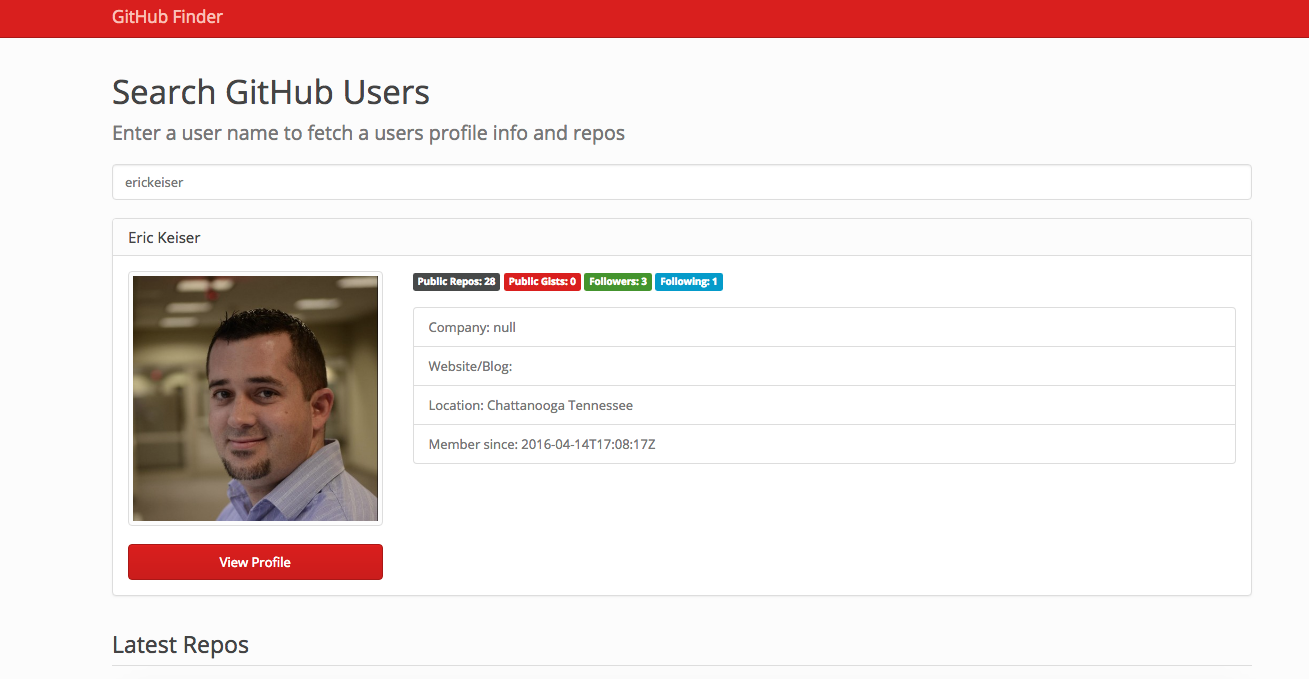 GitHub Finder
Search GitHub Users
Enter a user name to fetch a users profile info and repos
erickeiser
Eric Keiser
Public Repos: 28 Public Gists: 0 Followers: 3 Following: 1
Company: null
Website/Blog:
Location: Chattanooga Tennessee
Member since: 2016-04-14T17:08:17Z
View Profile
Latest Repos